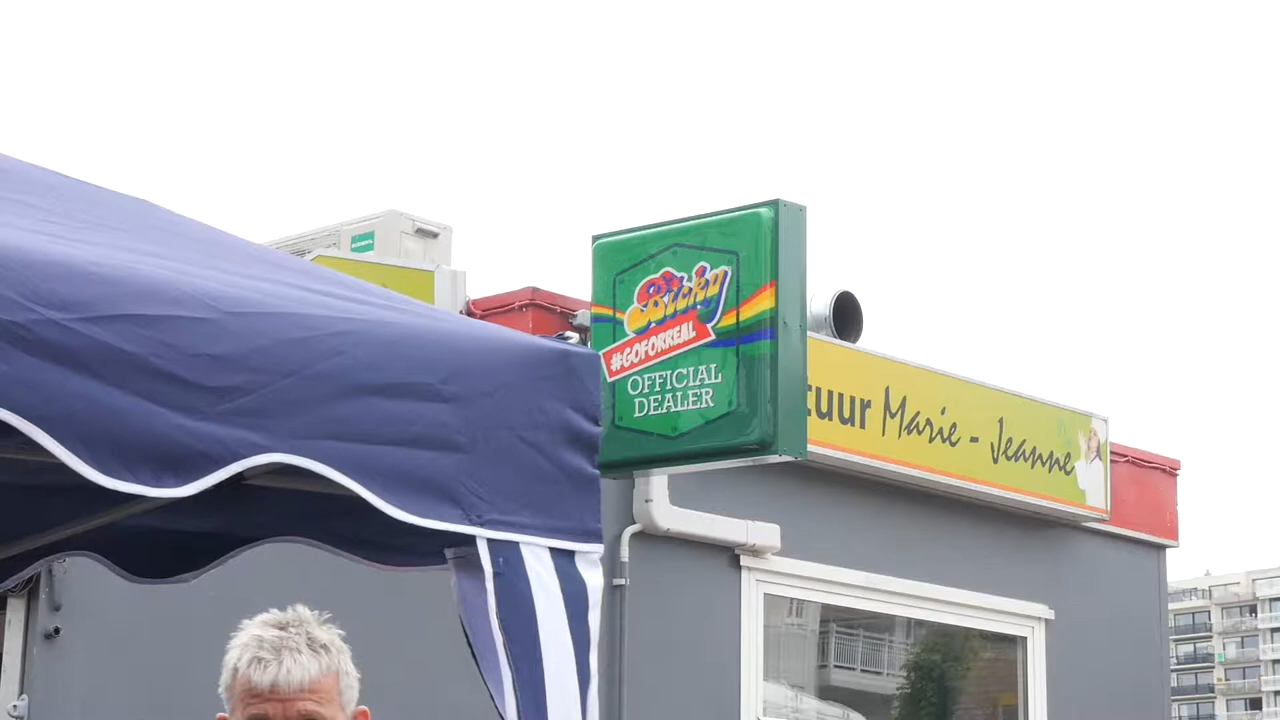 Bicky
#GOFORREAL
OFFICIAL
DEALER
tuur Marie - Jeanne